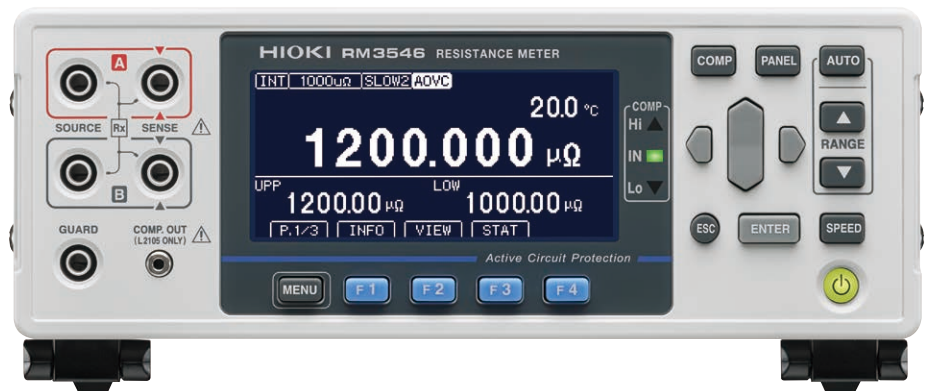 HIOKI RM3546 RESISTANCE METER
INT 1000uΩ SLOW2 AOVC
20.0 °C
1200.000 μΩ
UPP LOW
1200.00 μΩ 1000.00 μΩ
P.1/3 INFO VIEW STAT
Active Circuit Protection
MENU F1 F2 F3 F4
A
SOURCE Rx SENSE
B
GUARD COMP. OUT
(L2105 ONLY)
COMP
Hi
IN
Lo
COMP PANEL AUTO
RANGE
ESC ENTER SPEED